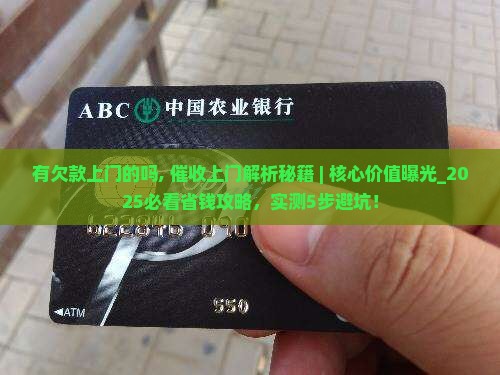 ABC 中国农业银行
有欠款上门的吗, 催收上门解析秘籍 | 核心价值曝光_20
25必看省钱攻略，实测5步避坑！
622846 070
550
◀ATM